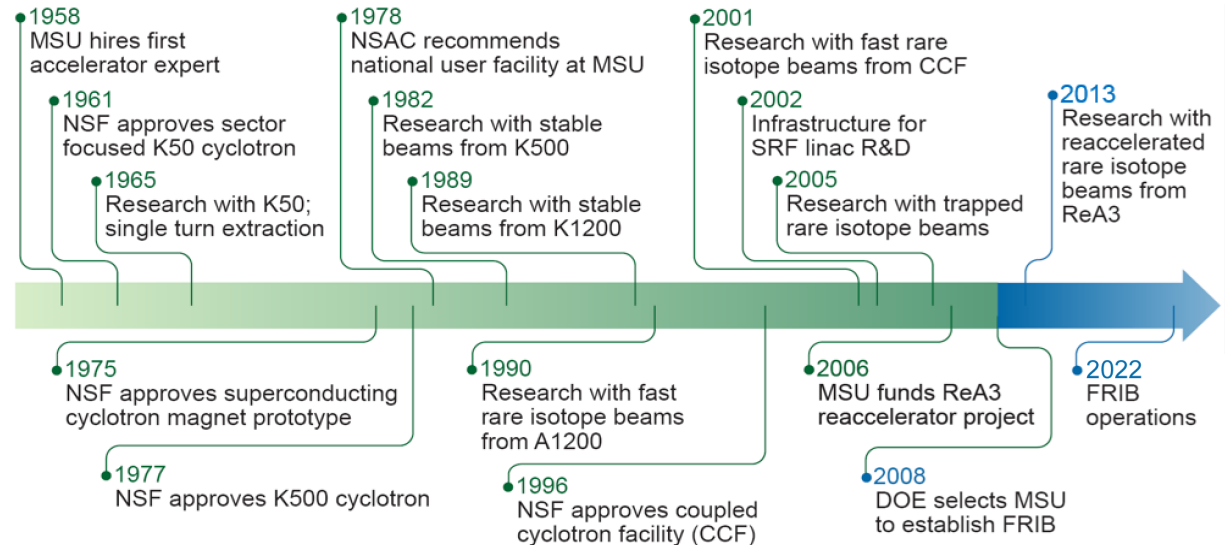 1958
MSU hires first
accelerator expert
1961
NSF approves sector
focused K50 cyclotron
1965
Research with K50;
single turn extraction
1978
NSAC recommends
national user facility at MSU
1982
Research with stable
beams from K500
1989
Research with stable
beams from K1200
2001
Research with fast rare
isotope beams from CCF
2002
Infrastructure for
SRF linac R&D
2005
Research with trapped
rare isotope beams
2013
Research with
reaccelerated
rare isotope
beams from
ReA3
1975
NSF approves superconducting
cyclotron magnet prototype
1977
NSF approves K500 cyclotron
1990
Research with fast
rare isotope beams
from A1200
1996
NSF approves coupled
cyclotron facility (CCF)
2006
MSU funds ReA3
reaccelerator project
2008
DOE selects MSU
to establish FRIB
2022
FRIB
operations